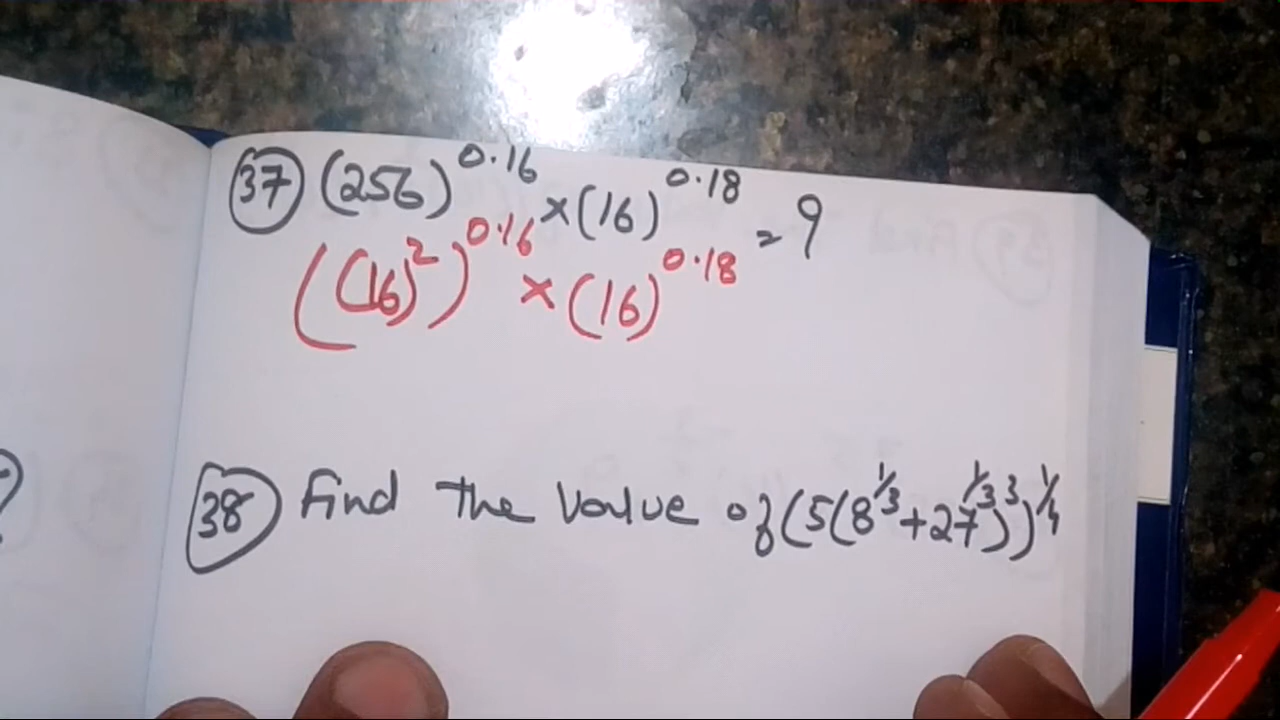 37 (256)^0.16 × (16)^0.18 = 9
((16)^2)^0.16 × (16)^0.18
38 Find the value of (5(8^1/3 + 27^1/3)^3)^1/4